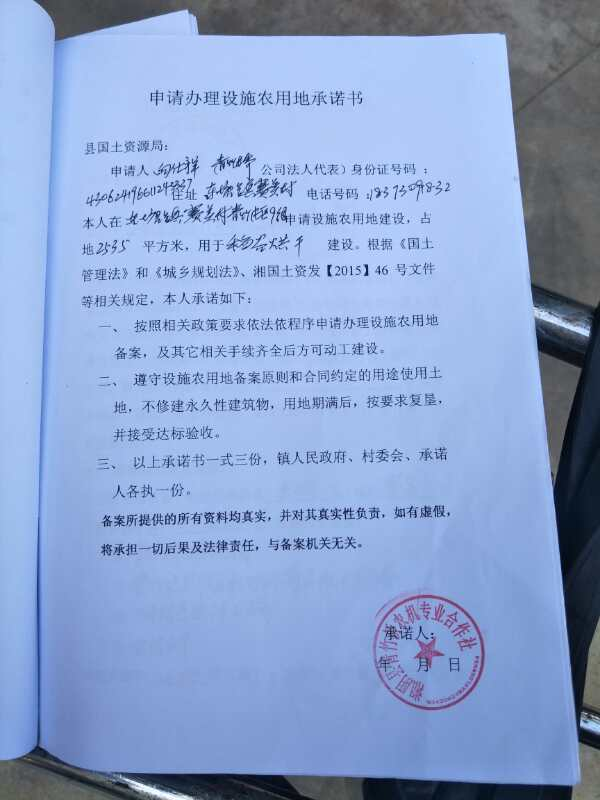 申请办理设施农用地承诺书
县国土资源局：
申请人（向仕祥 公司法人代表）身份证号码：
住址 电话号码：
本人在 申请设施农用地建设，占
地2535 平方米，用于 烘干 建设。根据《国土
管理法》和《城乡规划法》、湘国土资发【2015】46 号文件
等相关规定，本人承诺如下：
一、 按照相关政策要求依法依程序申请办理设施农用地
备案，及其它相关手续齐全后方可动工建设。
二、 遵守设施农用地备案原则和合同约定的用途使用土
地，不修建永久性建筑物，用地期满后，按要求复垦，
并接受达标验收。
三、 以上承诺书一式三份，镇人民政府、村委会、承诺
人各执一份。
备案所提供的所有资料均真实，并对其真实性负责，如有虚假，
将承担一切后果及法律责任，与备案机关无关。
承诺人：
年 月 日
农机专业合作社